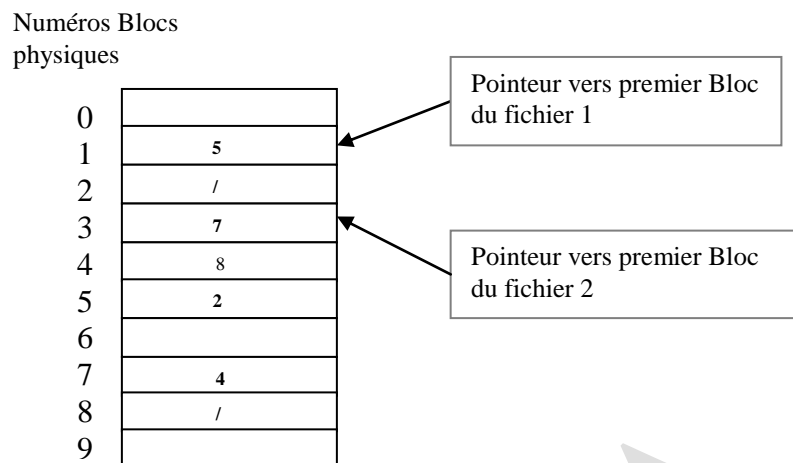 Numéros Blocs
physiques
Pointeur vers premier Bloc
du fichier 1
0
1 5
2 /
3 7
4 8
5 2
6
7 4
8 /
9
Pointeur vers premier Bloc
du fichier 2